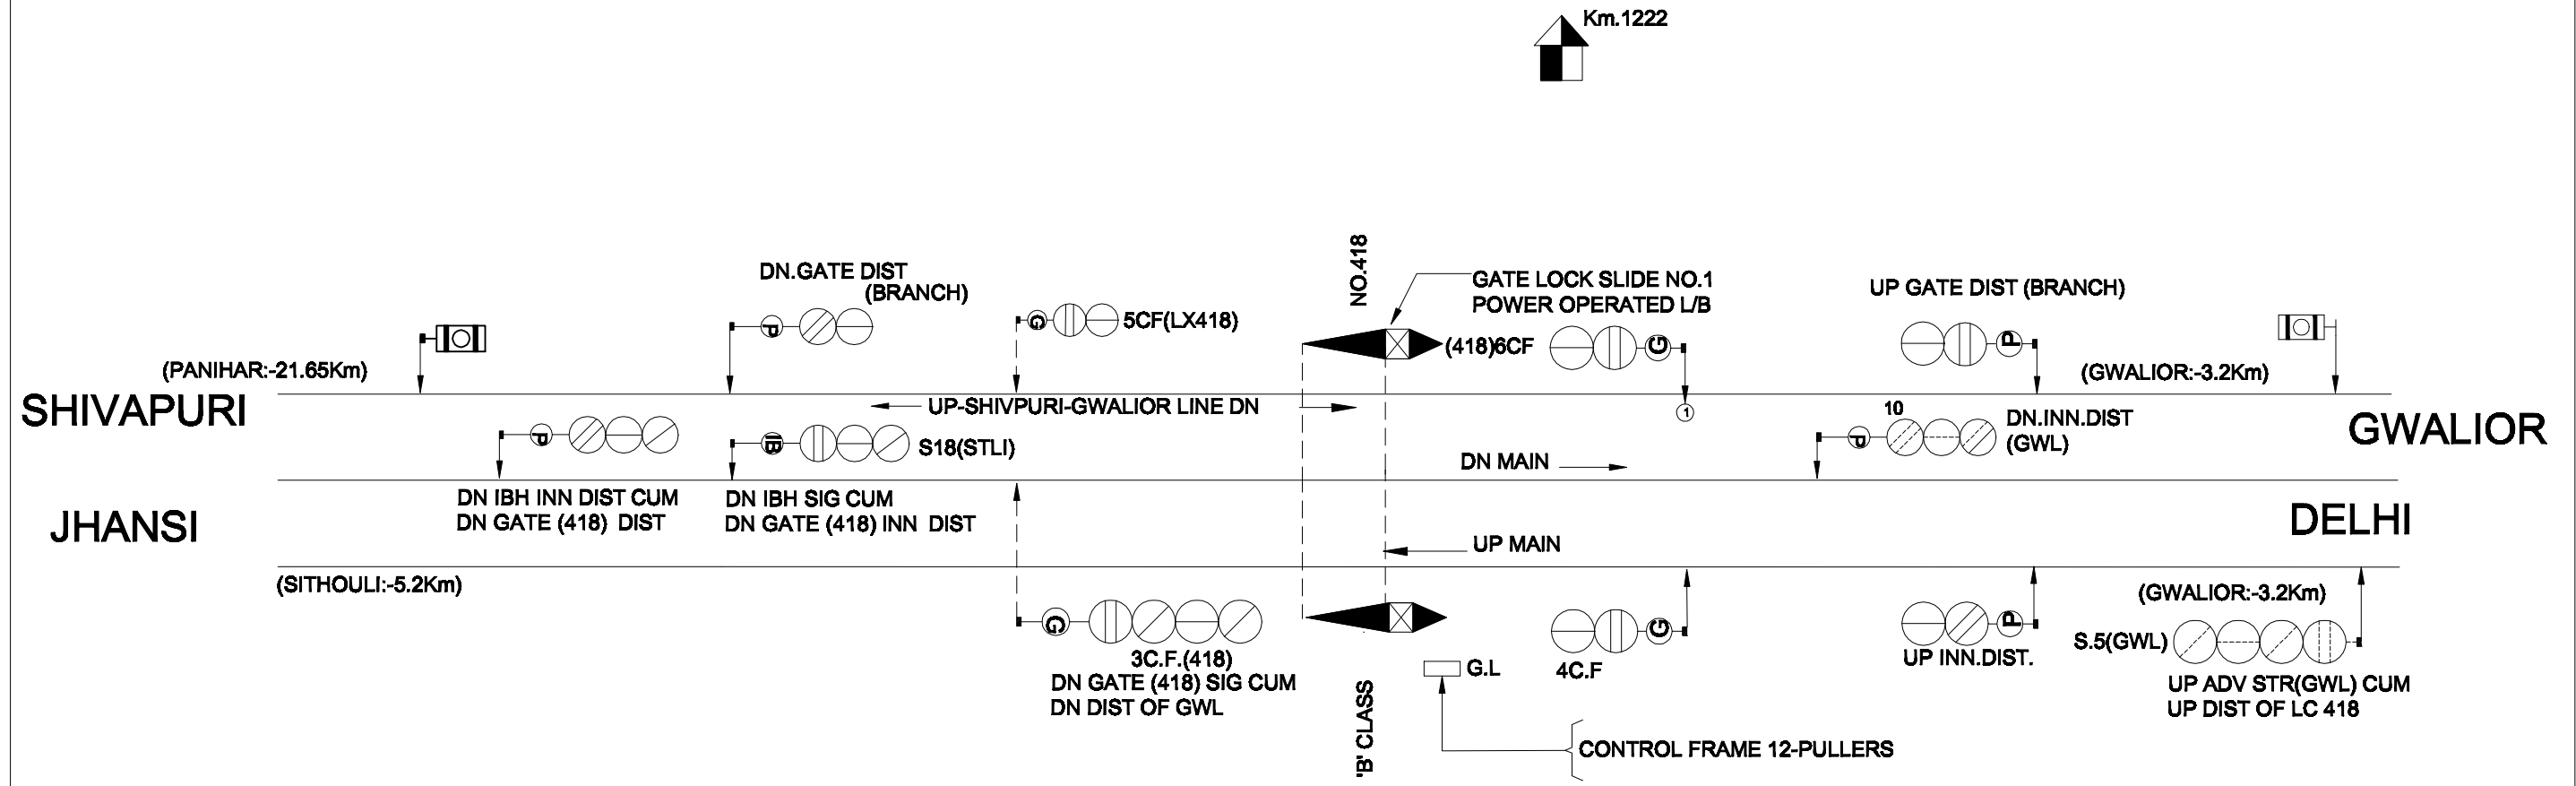 Km.1222
NO.418
DN.GATE DIST
(BRANCH)
GATE LOCK SLIDE NO.1
POWER OPERATED L/B
UP GATE DIST (BRANCH)
P
G
5CF(LX418)
(418)6CF
G
P
(PANIHAR:-21.65Km)
(GWALIOR:-3.2Km)
SHIVAPURI
UP-SHIVPURI-GWALIOR LINE DN
1
10
DN.INN.DIST
(GWL)
GWALIOR
P
IB
S18(STLI)
P
DN MAIN
DN IBH INN DIST CUM
DN GATE (418) DIST
DN IBH SIG CUM
DN GATE (418) INN DIST
JHANSI
DELHI
UP MAIN
(SITHOULI:-5.2Km)
(GWALIOR:-3.2Km)
G
G
P
3C.F.(418)
DN GATE (418) SIG CUM
DN DIST OF GWL
G.L
4C.F
UP INN.DIST.
S.5(GWL)
UP ADV STR(GWL) CUM
UP DIST OF LC 418
'B' CLASS
CONTROL FRAME 12-PULLERS